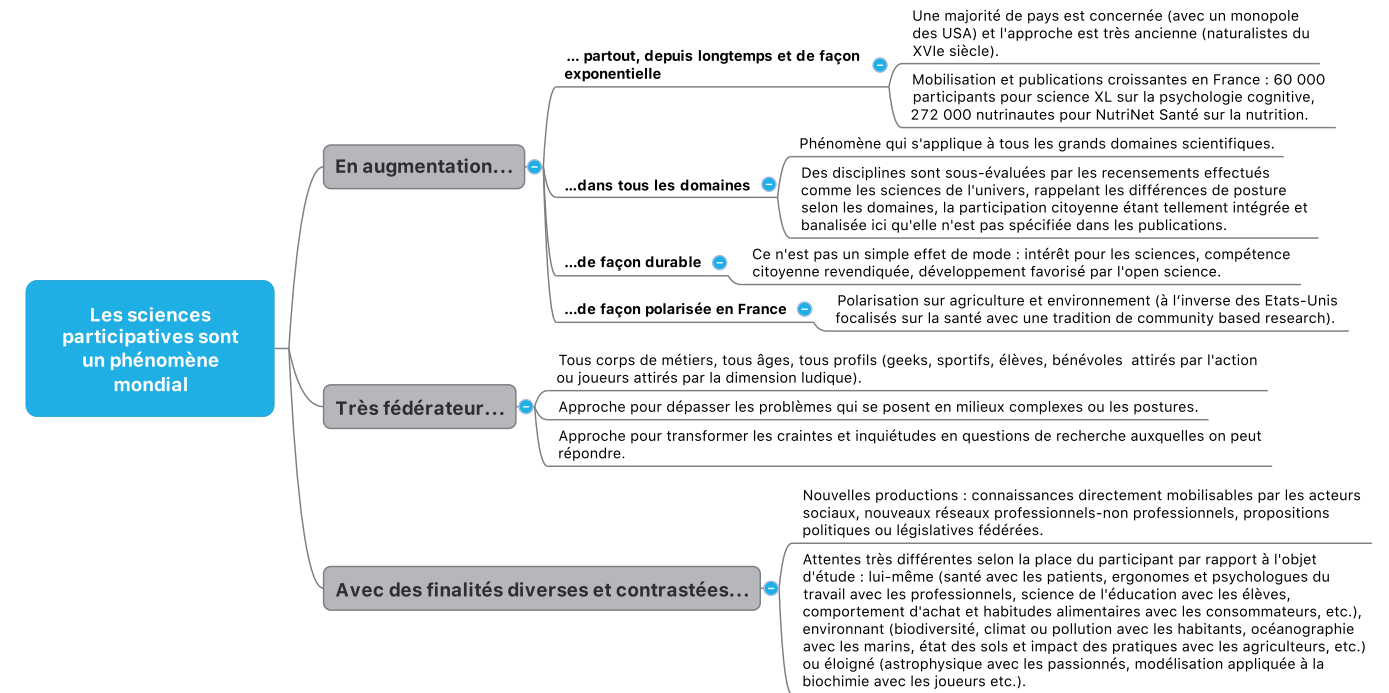 Les sciences
participatives sont
un phénomène
mondial
En augmentation...
... partout, depuis longtemps et de façon
exponentielle
Une majorité de pays est concernée (avec un monopole
des USA) et l'approche est très ancienne (naturalistes du
XVIe siècle).
Mobilisation et publications croissantes en France : 60 000
participants pour science XL sur la psychologie cognitive,
272 000 nutrinautes pour NutriNet Santé sur la nutrition.
...dans tous les domaines
Phénomène qui s'applique à tous les grands domaines scientifiques.
Des disciplines sont sous-évaluées par les recensements effectués
comme les sciences de l'univers, rappelant les différences de posture
selon les domaines, la participation citoyenne étant tellement intégrée et
banalisée ici qu'elle n'est pas spécifiée dans les publications.
...de façon durable
Ce n'est pas un simple effet de mode : intérêt pour les sciences, compétence
citoyenne revendiquée, développement favorisé par l'open science.
...de façon polarisée en France
Polarisation sur agriculture et environnement (à l’inverse des Etats-Unis
focalisés sur la santé avec une tradition de community based research).
Très fédérateur...
Tous corps de métiers, tous âges, tous profils (geeks, sportifs, élèves, bénévoles  attirés par l'action
ou joueurs attirés par la dimension ludique).
Approche pour dépasser les problèmes qui se posent en milieux complexes ou les postures.
Approche pour transformer les craintes et inquiétudes en questions de recherche auxquelles on peut
répondre.
Avec des finalités diverses et contrastées...
Nouvelles productions : connaissances directement mobilisables par les acteurs
sociaux, nouveaux réseaux professionnels-non professionnels, propositions
politiques ou législatives fédérées.
Attentes très différentes selon la place du participant par rapport à l'objet
d'étude : lui-même (santé avec les patients, ergonomes et psychologues du
travail avec les professionnels, science de l'éducation avec les élèves,
comportement d'achat et habitudes alimentaires avec les consommateurs, etc.),
environnant (biodiversité, climat ou pollution avec les habitants, océanographie
avec les marins, état des sols et impact des pratiques avec les agriculteurs, etc.)
ou éloigné (astrophysique avec les passionnés, modélisation appliquée à la
biochimie avec les joueurs etc.).